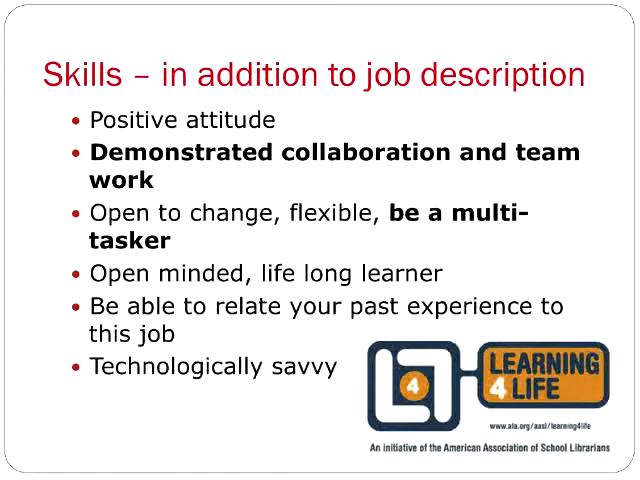 Skills – in addition to job description
• Positive attitude
• Demonstrated collaboration and team
work
• Open to change, flexible, be a multi-
tasker
• Open minded, life long learner
• Be able to relate your past experience to
this job
• Technologically savvy
4
LEARNING
4 LIFE
www.ala.org/aasl/learning4life
An initiative of the American Association of School Librarians